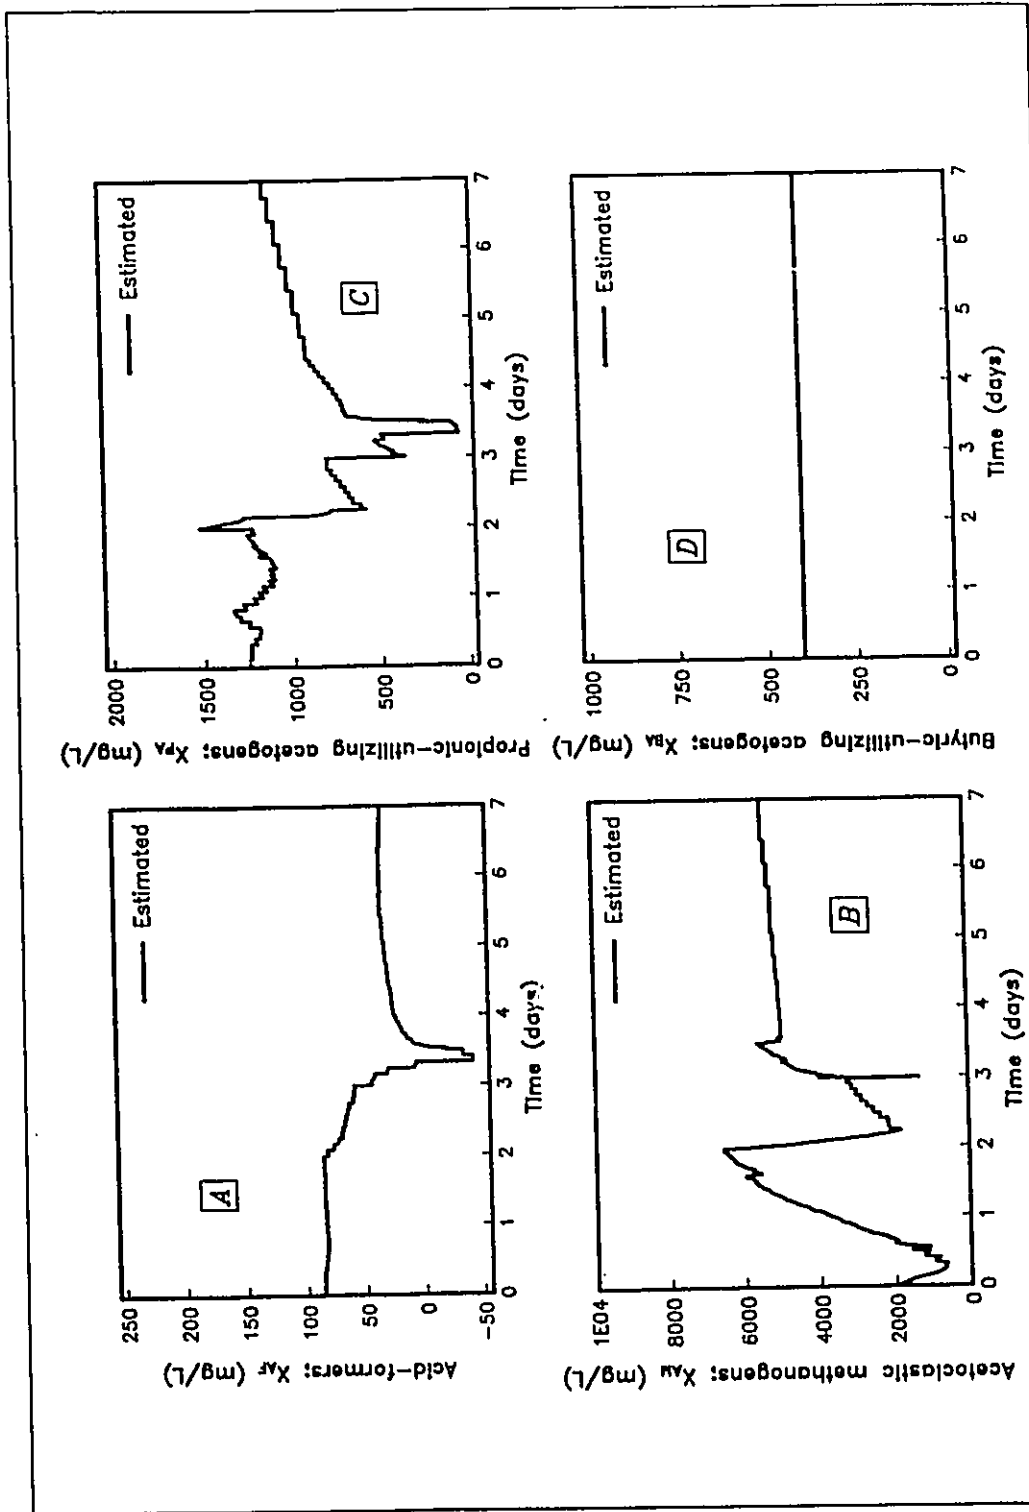 Acid-formers; X_AF (mg/L)
250
200
150
100
50
0
-50
Estimated
A
0 1 2 3 4 5 6 7
Time (days)
Propionic-utilizing acetogens; X_PA (mg/L)
2000
1500
1000
500
0
Estimated
C
0 1 2 3 4 5 6 7
Time (days)
Acetoclastic methanogens; X_AM (mg/L)
1E04
8000
6000
4000
2000
0
Estimated
B
0 1 2 3 4 5 6 7
Time (days)
Butyric-utilizing acetogens; X_BA (mg/L)
1000
750
500
250
0
Estimated
D
0 1 2 3 4 5 6 7
Time (days)